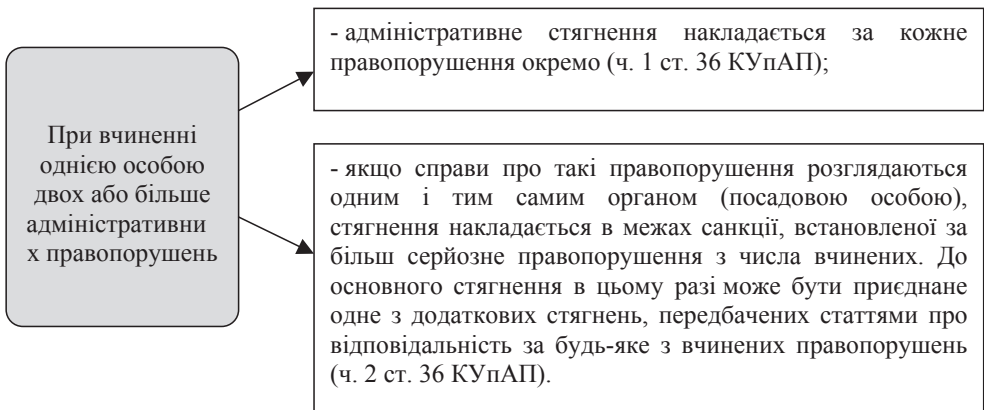 При вчиненні
однією особою
двох або більше
адміністративни
х правопорушень
- адміністративне стягнення накладається за кожне
правопорушення окремо (ч. 1 ст. 36 КУпАП);
- якщо справи про такі правопорушення розглядаються
одним і тим самим органом (посадовою особою),
стягнення накладається в межах санкції, встановленої за
більш серйозне правопорушення з числа вчинених. До
основного стягнення в цьому разі може бути приєднане
одне з додаткових стягнень, передбачених статтями про
відповідальність за будь-яке з вчинених правопорушень
(ч. 2 ст. 36 КУпАП).